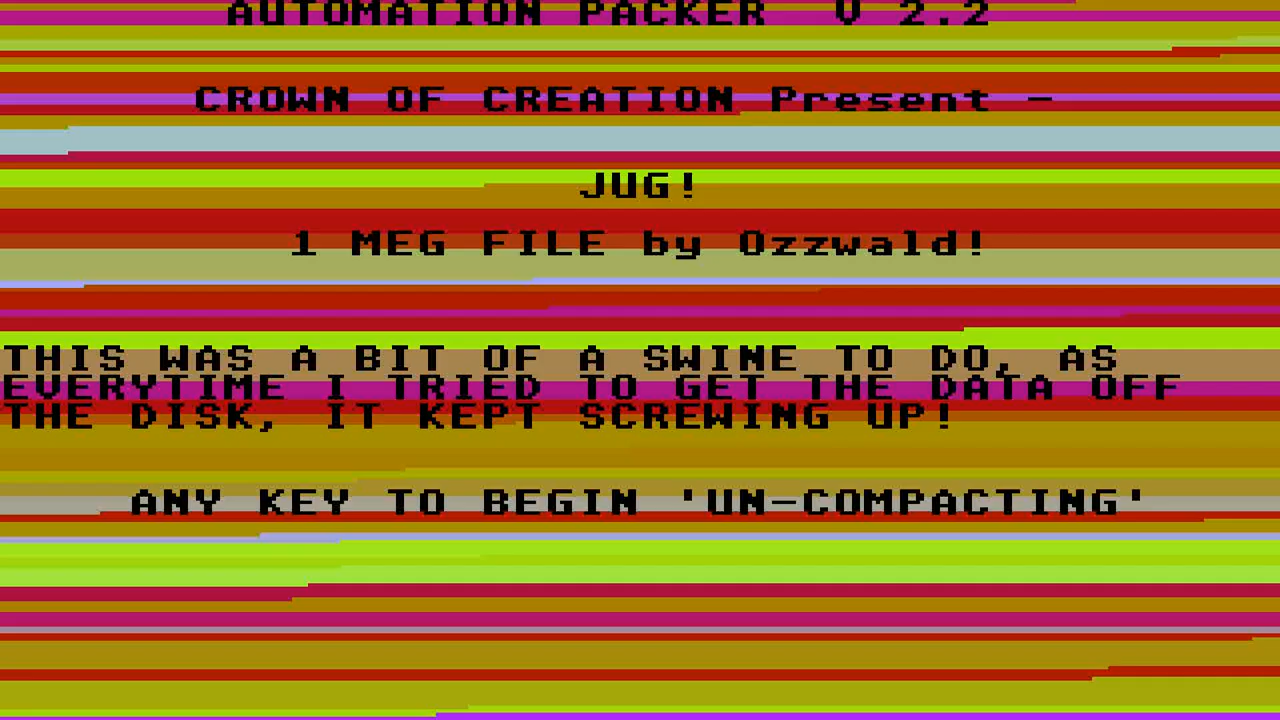 AUTOMATION PACKER V 2.2
CROWN OF CREATION Present -
JUG!
1 MEG FILE by Ozzwald!
THIS WAS A BIT OF A SWINE TO DO, AS
EVERYTIME I TRIED TO GET THE DATA OFF
THE DISK, IT KEPT SCREWING UP!
ANY KEY TO BEGIN 'UN-COMPACTING'